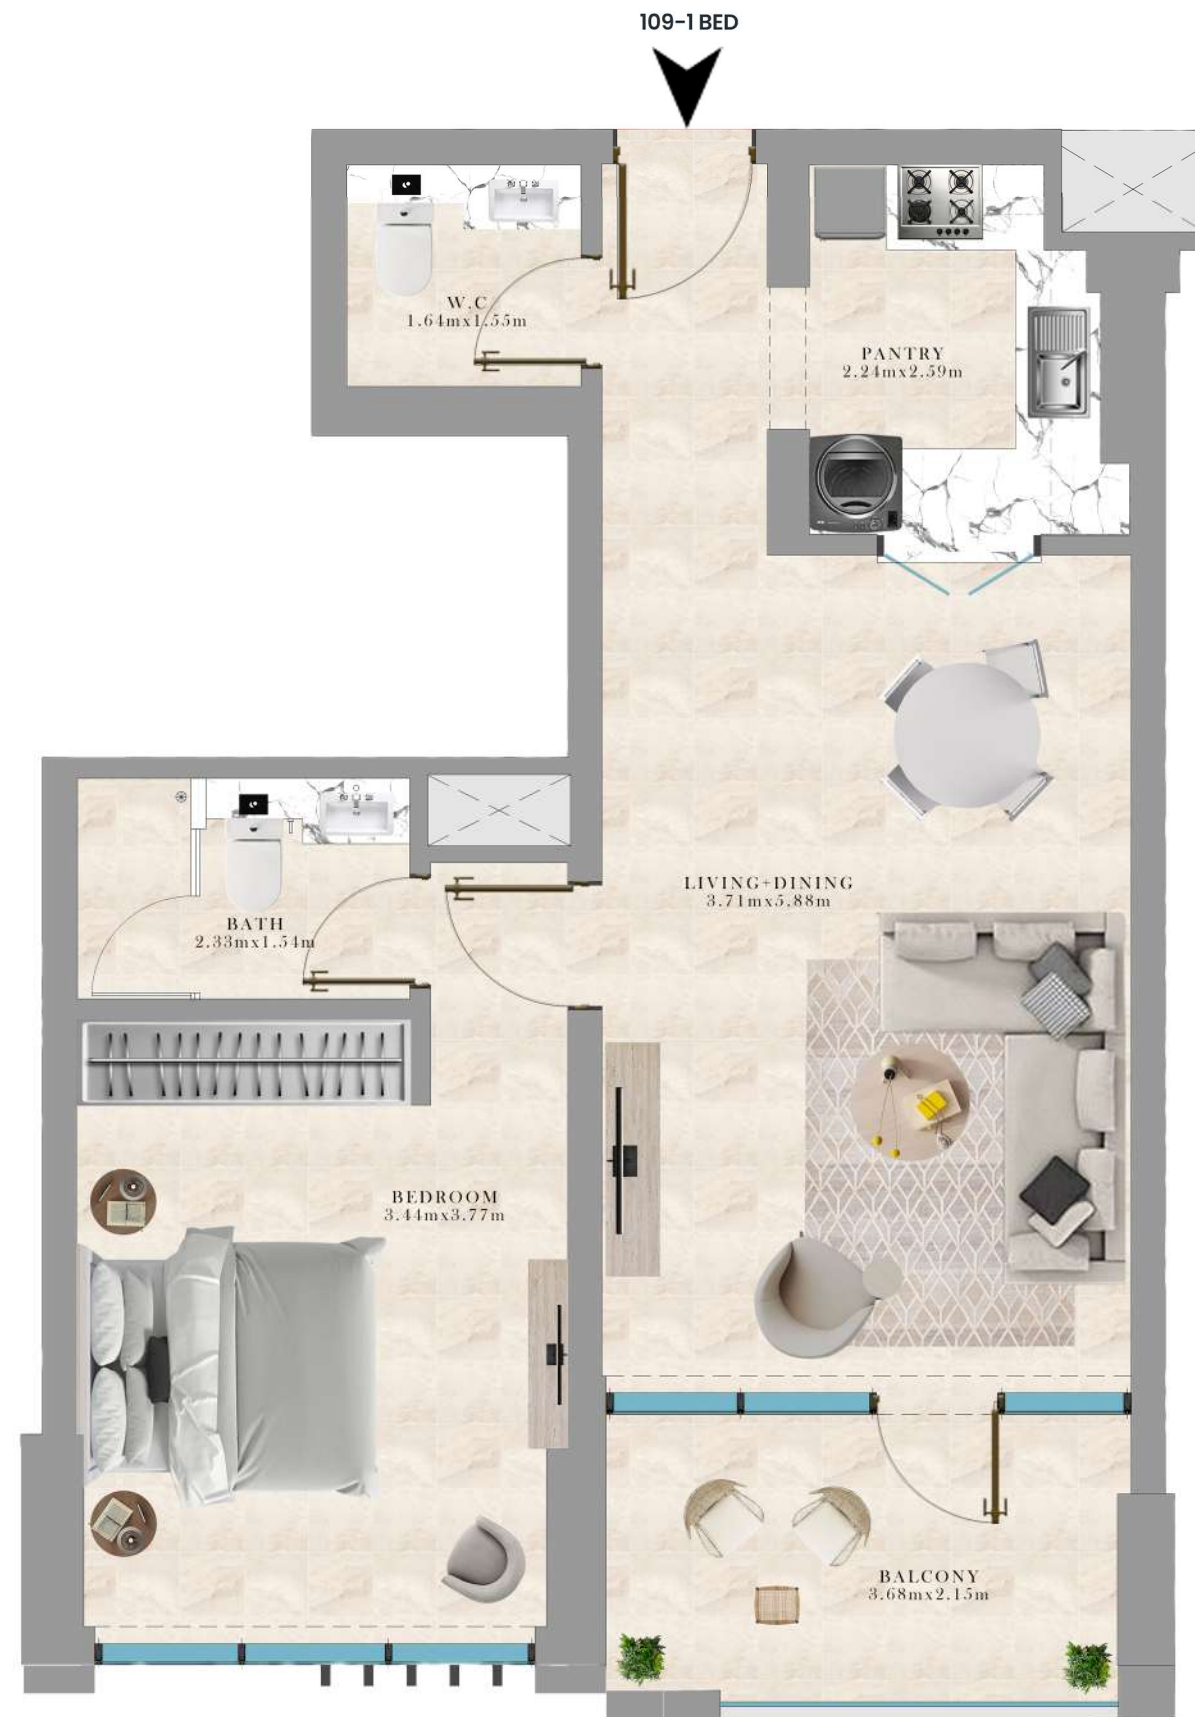 109-1 BED
W.C
1.64mx1.55m
PANTRY
2.24mx2.59m
LIVING+DINING
3.71mx5.88m
BATH
2.33mx1.54m
BEDROOM
3.44mx3.77m
BALCONY
3.68mx2.15m